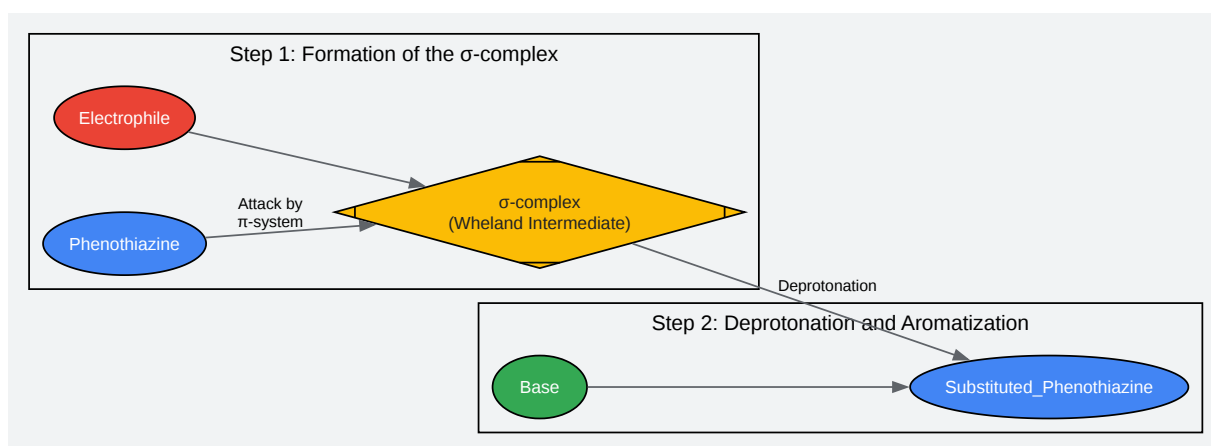 Step 1: Formation of the σ-complex
Electrophile
Attack by
π-system
Phenothiazine
σ-complex
(Wheland Intermediate)
Deprotonation
Step 2: Deprotonation and Aromatization
Base
Substituted_Phenothiazine